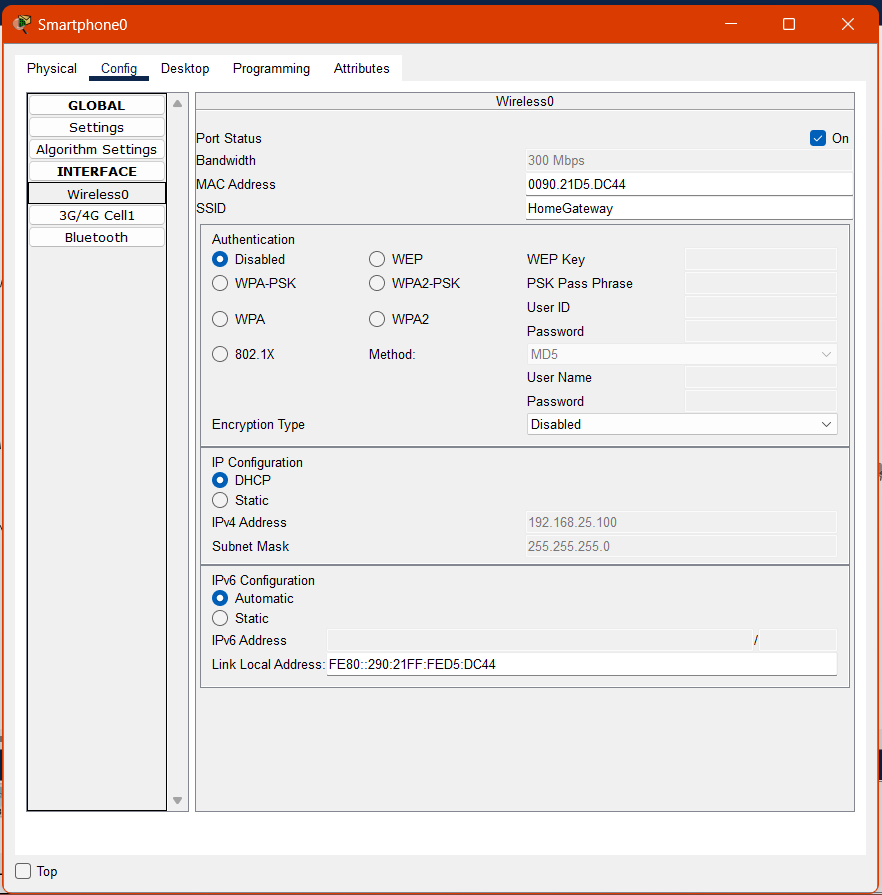 Smartphone0
Physical Config Desktop Programming Attributes
GLOBAL
Settings
Algorithm Settings
INTERFACE
Wireless0
3G/4G Cell1
Bluetooth
Wireless0
Port Status On
Bandwidth 300 Mbps
MAC Address 0090.21D5.DC44
SSID HomeGateway
Authentication
Disabled WEP WEP Key
WPA-PSK WPA2-PSK PSK Pass Phrase
User ID
WPA WPA2
Password
802.1X Method: MD5
User Name
Password
Encryption Type Disabled
IP Configuration
DHCP
Static
IPv4 Address 192.168.25.100
Subnet Mask 255.255.255.0
IPv6 Configuration
Automatic
Static
IPv6 Address /
Link Local Address: FE80::290:21FF:FED5:DC44
Top